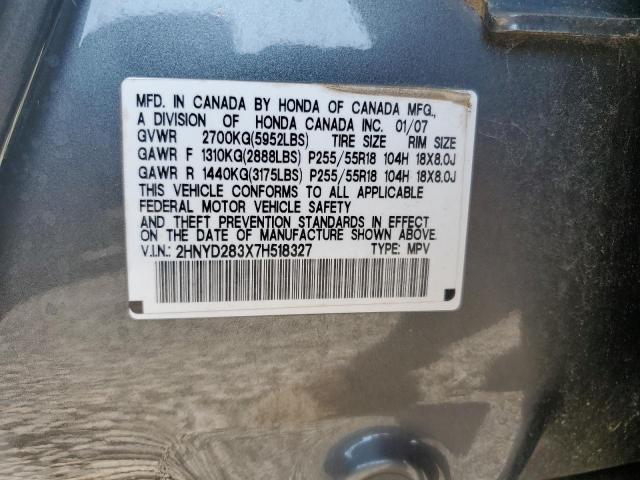 MFD. IN CANADA BY HONDA OF CANADA MFG.,
A DIVISION OF HONDA CANADA INC. 01/07
GVWR 2700KG(5952LBS) TIRE SIZE RIM SIZE
GAWR F 1310KG(2888LBS) P255/55R18 104H 18X8.0J
GAWR R 1440KG(3175LBS) P255/55R18 104H 18X8.0J
THIS VEHICLE CONFORMS TO ALL APPLICABLE
FEDERAL MOTOR VEHICLE SAFETY
AND THEFT PREVENTION STANDARDS IN EFFECT
ON THE DATE OF MANUFACTURE SHOWN ABOVE.
V.I.N.: 2HNYD283X7H518327 TYPE: MPV